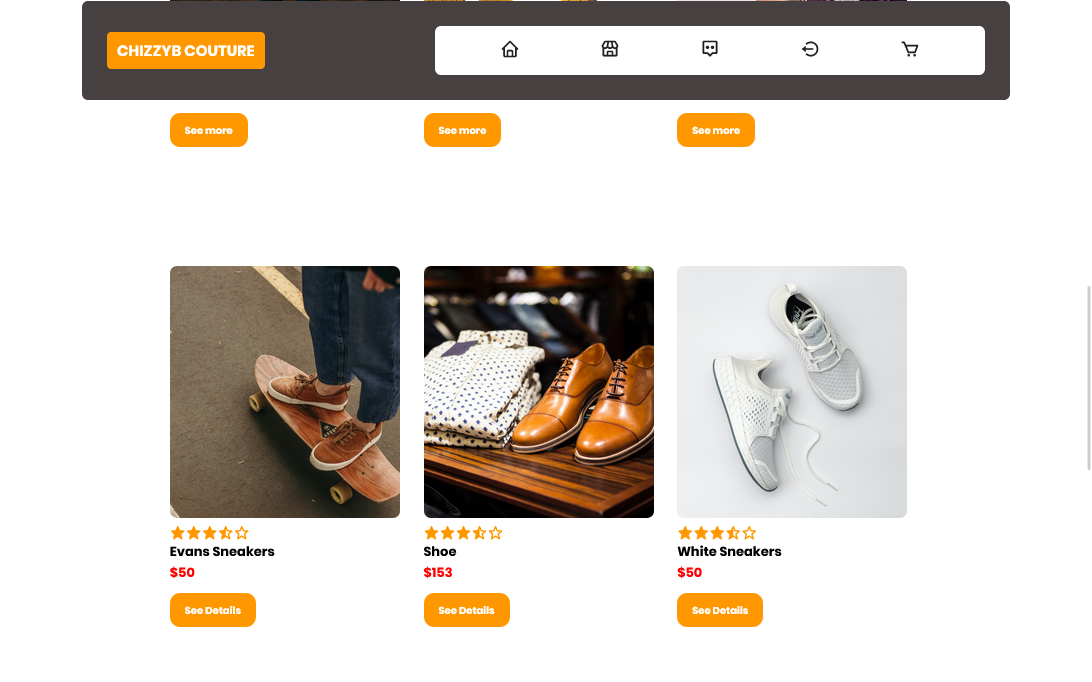 CHIZZYB COUTURE
See more
See more
See more
Evans Sneakers
Shoe
White Sneakers
$50
$153
$50
See Details
See Details
See Details